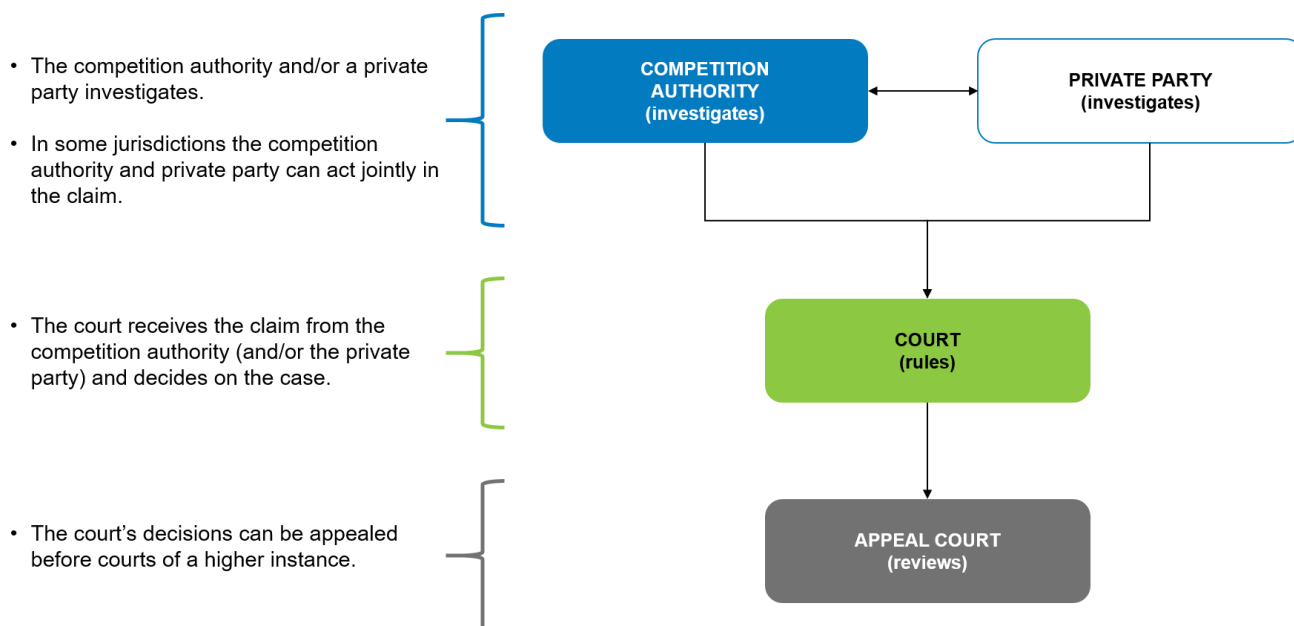 • The competition authority and/or a private
party investigates.
• In some jurisdictions the competition
authority and private party can act jointly in
the claim.
COMPETITION
AUTHORITY
(investigates)
PRIVATE PARTY
(investigates)
• The court receives the claim from the
competition authority (and/or the private
party) and decides on the case.
COURT
(rules)
• The court’s decisions can be appealed
before courts of a higher instance.
APPEAL COURT
(reviews)